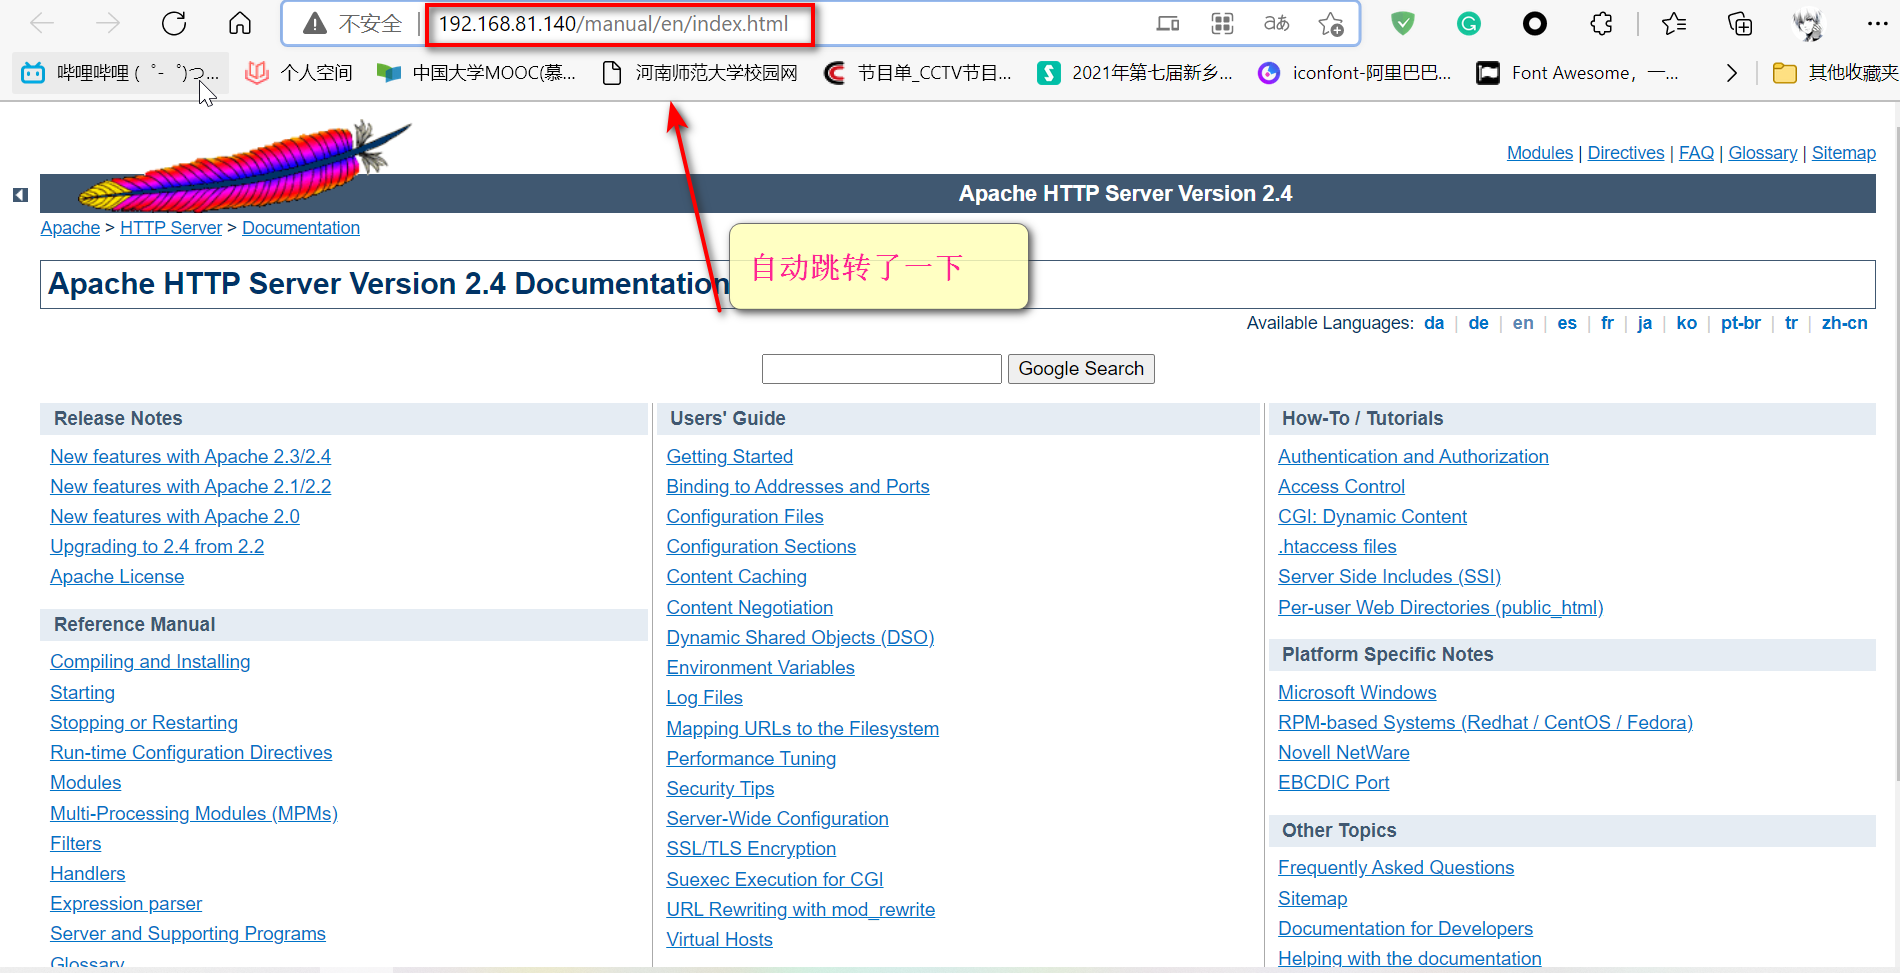 不安全 192.168.81.140/manual/en/index.html aあ
哔哩哔哩 (゜-゜)つ... 个人空间 中国大学MOOC(慕... 河南师范大学校园网 节目单_CCTV节目... 2021年第七届新乡... iconfont-阿里巴巴... Font Awesome，一... 其他收藏夹
Modules | Directives | FAQ | Glossary | Sitemap
Apache HTTP Server Version 2.4
Apache > HTTP Server > Documentation
自动跳转了一下
Apache HTTP Server Version 2.4 Documentation
Available Languages: da | de | en | es | fr | ja | ko | pt-br | tr | zh-cn
Google Search
Release Notes
New features with Apache 2.3/2.4
New features with Apache 2.1/2.2
New features with Apache 2.0
Upgrading to 2.4 from 2.2
Apache License
Reference Manual
Compiling and Installing
Starting
Stopping or Restarting
Run-time Configuration Directives
Modules
Multi-Processing Modules (MPMs)
Filters
Handlers
Expression parser
Server and Supporting Programs
Glossary
Users' Guide
Getting Started
Binding to Addresses and Ports
Configuration Files
Configuration Sections
Content Caching
Content Negotiation
Dynamic Shared Objects (DSO)
Environment Variables
Log Files
Mapping URLs to the Filesystem
Performance Tuning
Security Tips
Server-Wide Configuration
SSL/TLS Encryption
Suexec Execution for CGI
URL Rewriting with mod_rewrite
Virtual Hosts
How-To / Tutorials
Authentication and Authorization
Access Control
CGI: Dynamic Content
.htaccess files
Server Side Includes (SSI)
Per-user Web Directories (public_html)
Platform Specific Notes
Microsoft Windows
RPM-based Systems (Redhat / CentOS / Fedora)
Novell NetWare
EBCDIC Port
Other Topics
Frequently Asked Questions
Sitemap
Documentation for Developers
Helping with the documentation